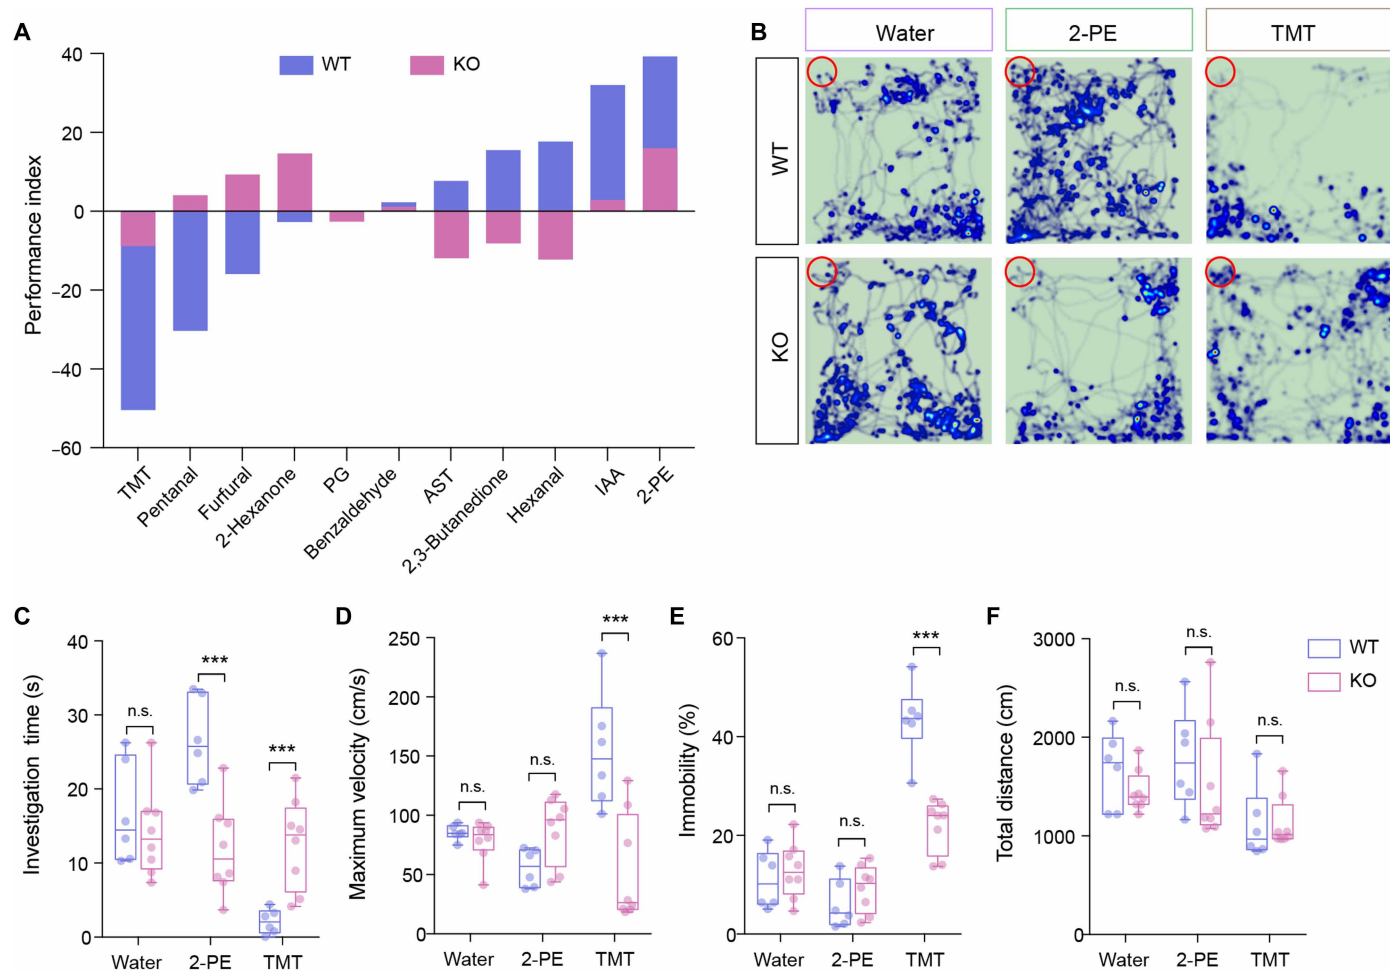 A
WT
KO
Performance index
40
20
0
–20
–40
–60
TMT
Pentanal
Furfural
2-Hexanone
PG
Benzaldehyde
AST
2,3-Butanedione
Hexanal
IAA
2-PE
B
Water
2-PE
TMT
WT
KO
C
Investigation time (s)
40
30
20
10
0
n.s.
***
***
Water
2-PE
TMT
D
Maximum velocity (cm/s)
250
200
150
100
50
0
n.s.
n.s.
***
Water
2-PE
TMT
E
Immobility (%)
60
40
20
0
n.s.
n.s.
***
Water
2-PE
TMT
F
Total distance (cm)
3000
2000
1000
0
n.s.
n.s.
n.s.
Water
2-PE
TMT
WT
KO